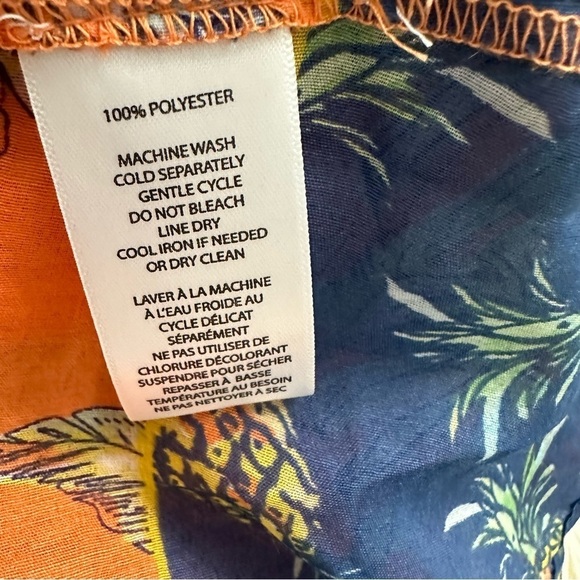 100% POLYESTER
MACHINE WASH
COLD SEPARATELY
GENTLE CYCLE
DO NOT BLEACH
LINE DRY
COOL IRON IF NEEDED
OR DRY CLEAN
LAVER À LA MACHINE
À L'EAU FROIDE AU
CYCLE DÉLICAT
SÉPARÉMENT
NE PAS UTILISER DE
CHLORURE DÉCOLORANT
SUSPENDRE POUR SÉCHER
REPASSER À BASSE
TEMPÉRATURE AU BESOIN
NE PAS NETTOYER À SEC